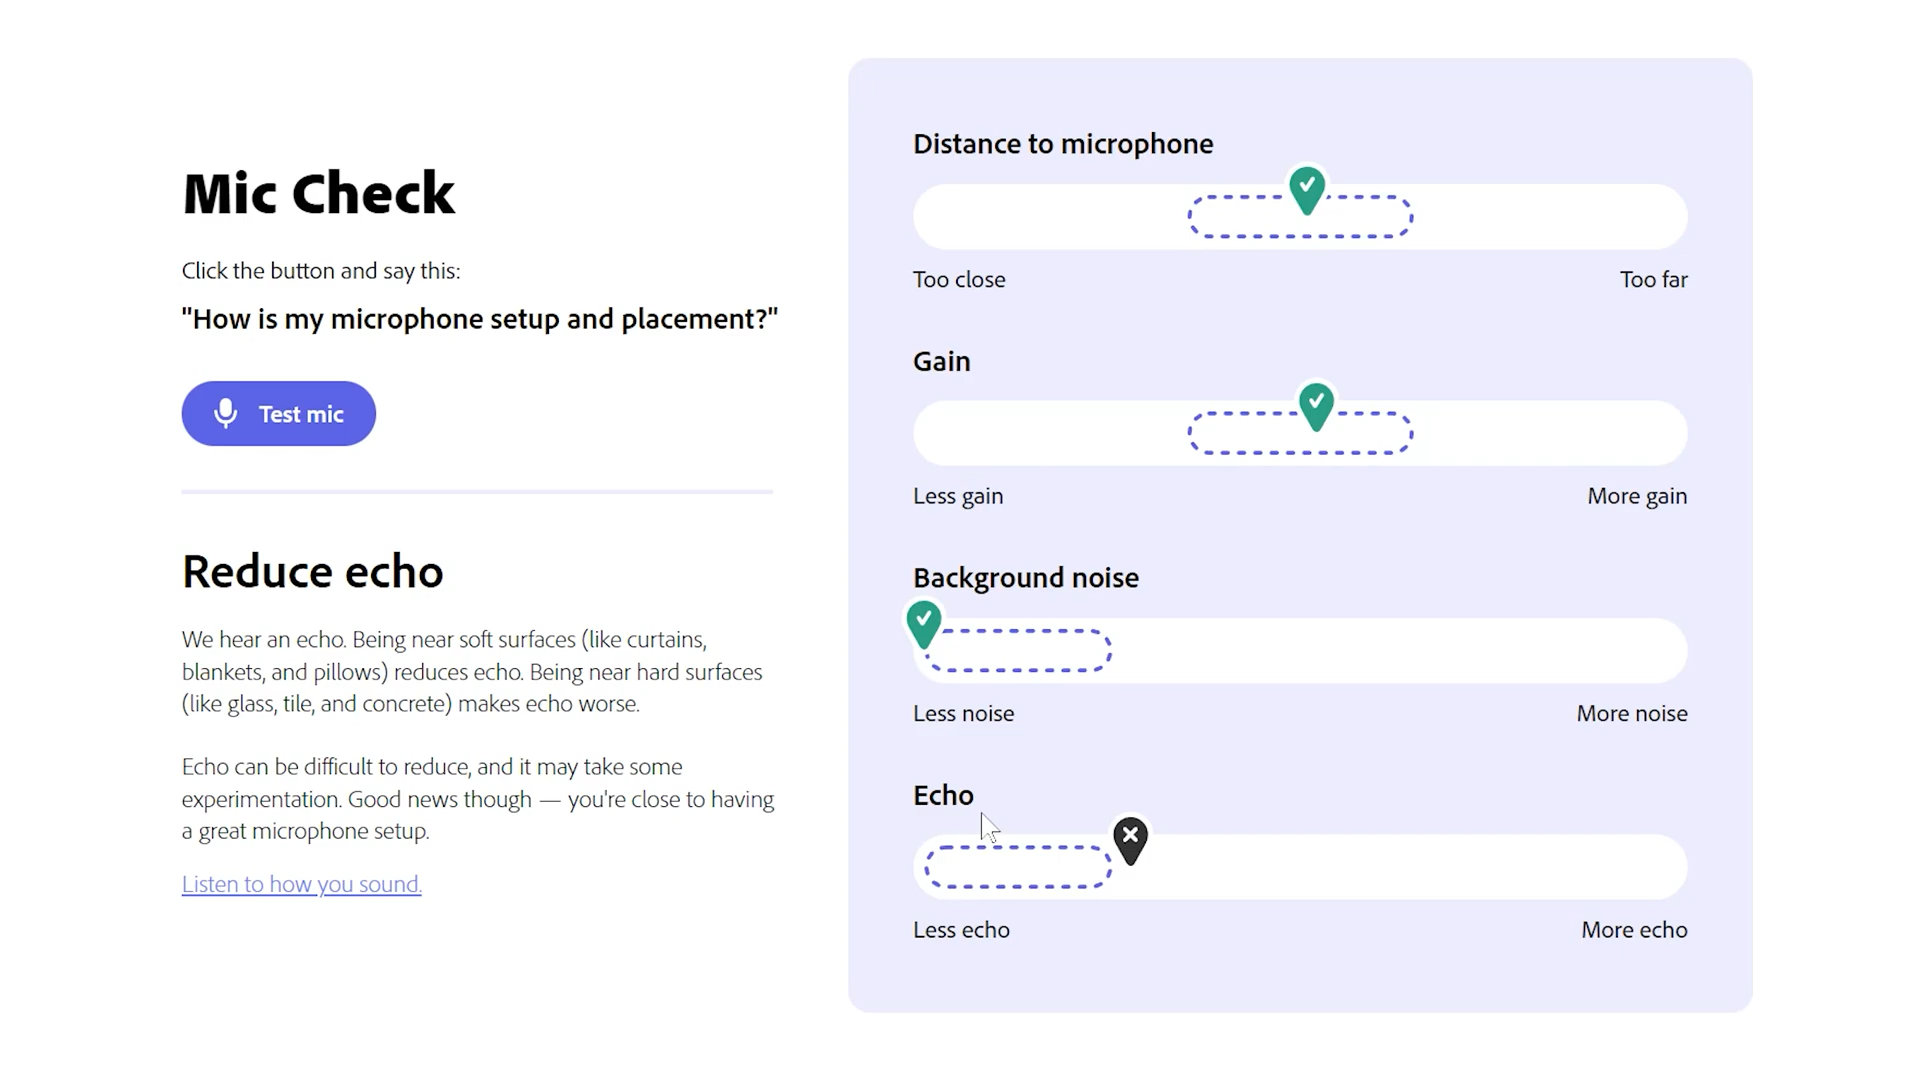 Mic Check
Click the button and say this:
"How is my microphone setup and placement?"
Test mic
Reduce echo
We hear an echo. Being near soft surfaces (like curtains,
blankets, and pillows) reduces echo. Being near hard surfaces
(like glass, tile, and concrete) makes echo worse.
Echo can be difficult to reduce, and it may take some
experimentation. Good news though — you're close to having
a great microphone setup.
Listen to how you sound.
Distance to microphone
Too close
Too far
Gain
Less gain
More gain
Background noise
Less noise
More noise
Echo
Less echo
More echo